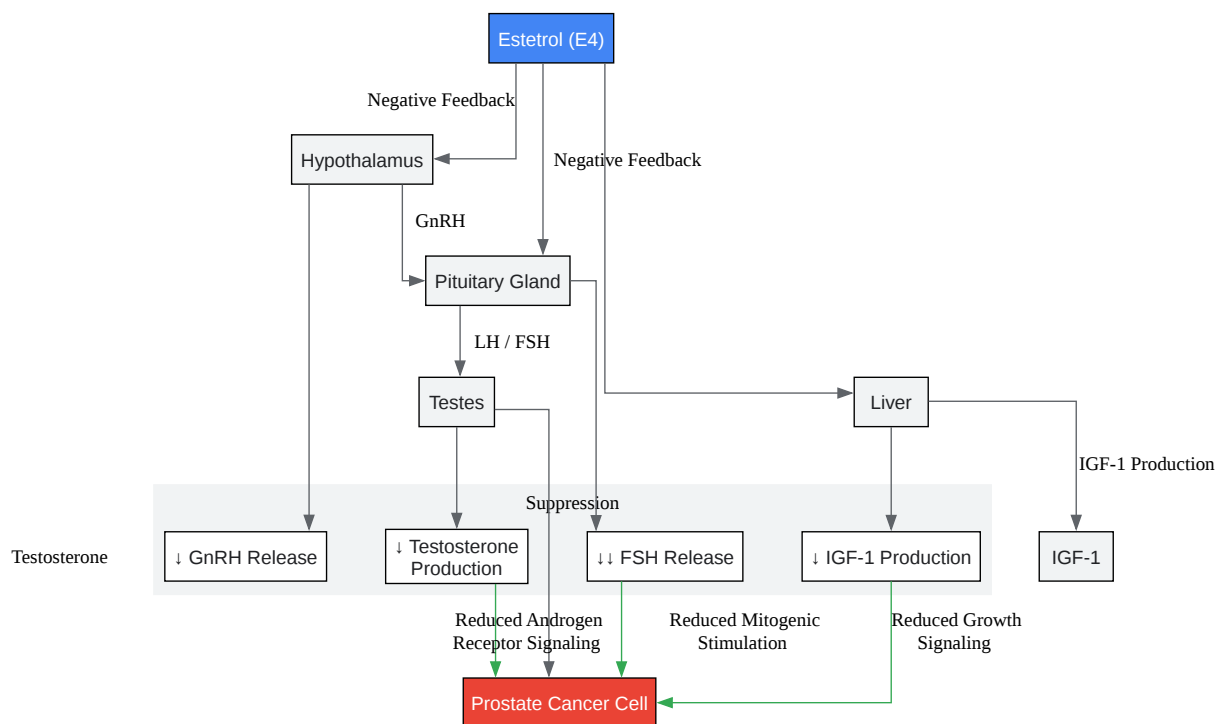 Estetrol (E4)
Negative Feedback
Hypothalamus
Negative Feedback
GnRH
Pituitary Gland
LH / FSH
Testes
Liver
IGF-1 Production
Suppression
Testosterone
↓ GnRH Release
↓ Testosterone
Production
↓↓ FSH Release
↓ IGF-1 Production
IGF-1
Reduced Androgen
Receptor Signaling
Reduced Mitogenic
Stimulation
Reduced Growth
Signaling
Prostate Cancer Cell